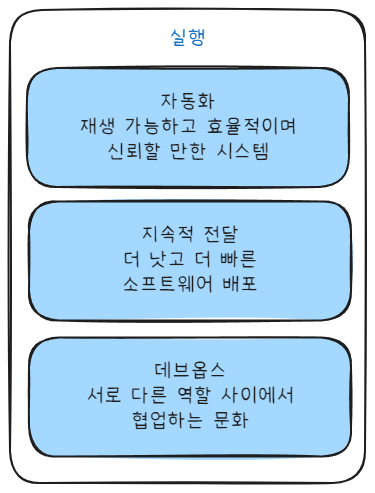 실행
자동화
재생 가능하고 효율적이며
신뢰할 만한 시스템
지속적 전달
더 낫고 더 빠른
소프트웨어 배포
데브옵스
서로 다른 역할 사이에서
협업하는 문화